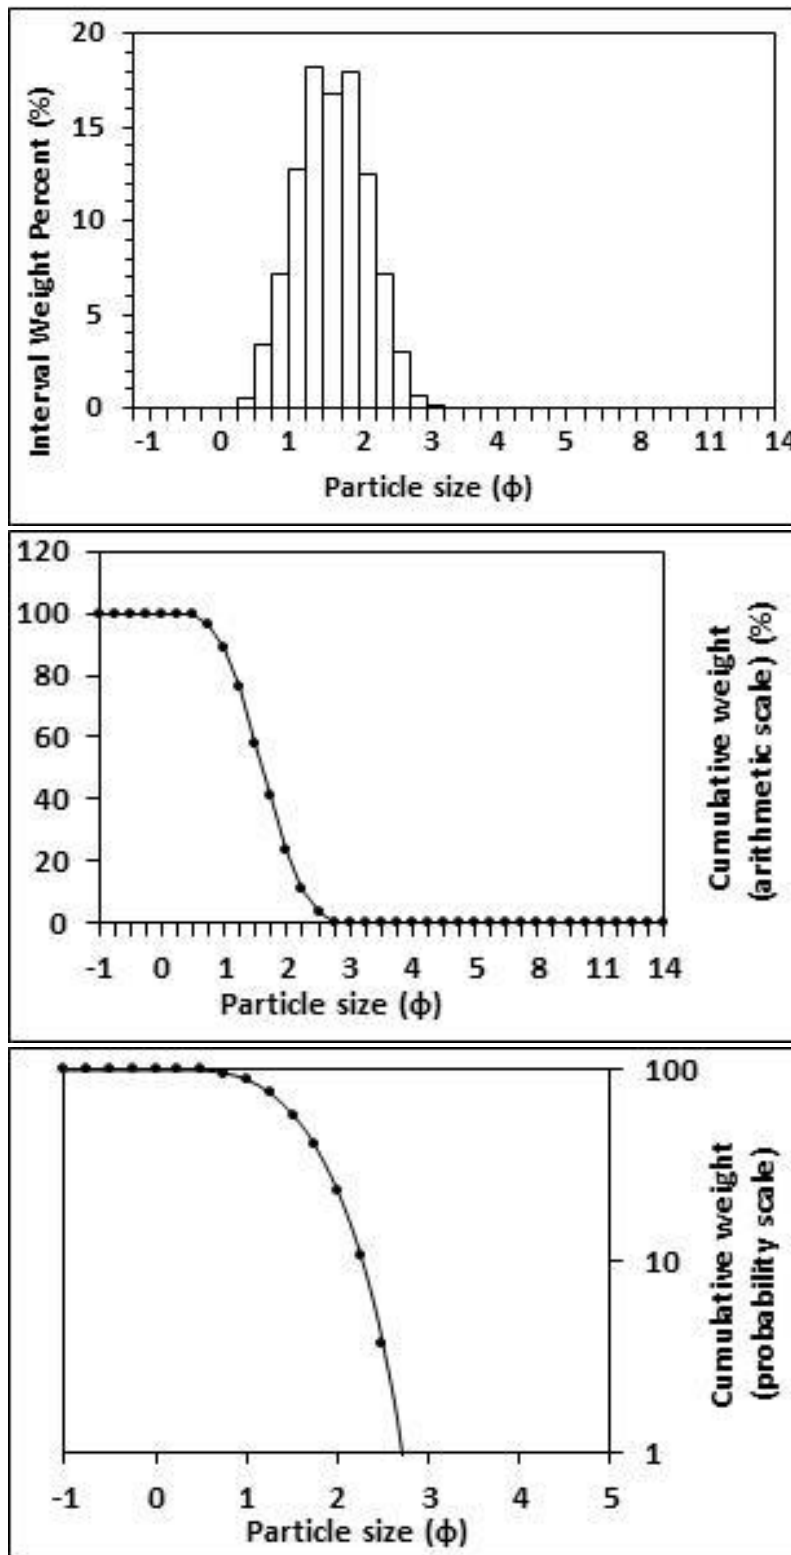 20
15
10
5
0
Interval Weight Percent (%)
-1 0 1 2 3 4 5 8 11 14
Particle size (ϕ)
120
100
80
60
40
20
0
-1 0 1 2 3 4 5 8 11 14
Particle size (ϕ)
Cumulative weight
(arithmetic scale) (%)
100
10
1
-1 0 1 2 3 4 5
Particle size (ϕ)
Cumulative weight
(probability scale)